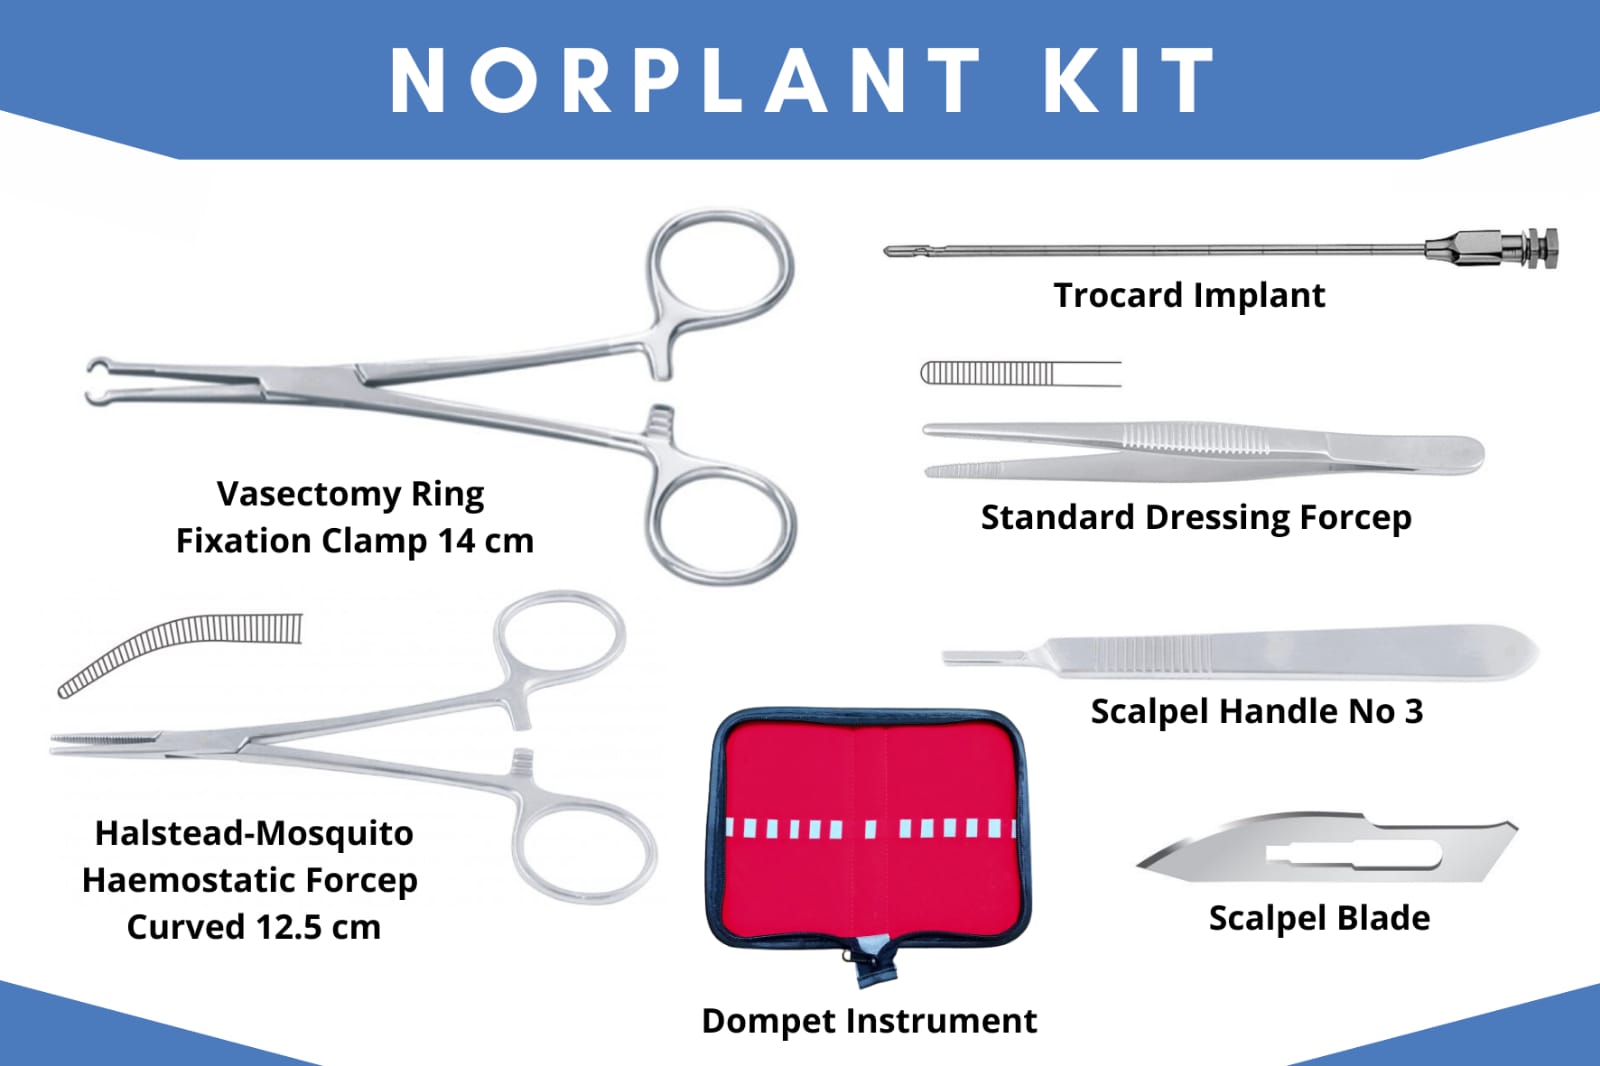 NORPLANT KIT
Trocard Implant
Vasectomy Ring
Fixation Clamp 14 cm
Standard Dressing Forcep
Scalpel Handle No 3
Halstead-Mosquito
Haemostatic Forcep
Curved 12.5 cm
Scalpel Blade
Dompet Instrument